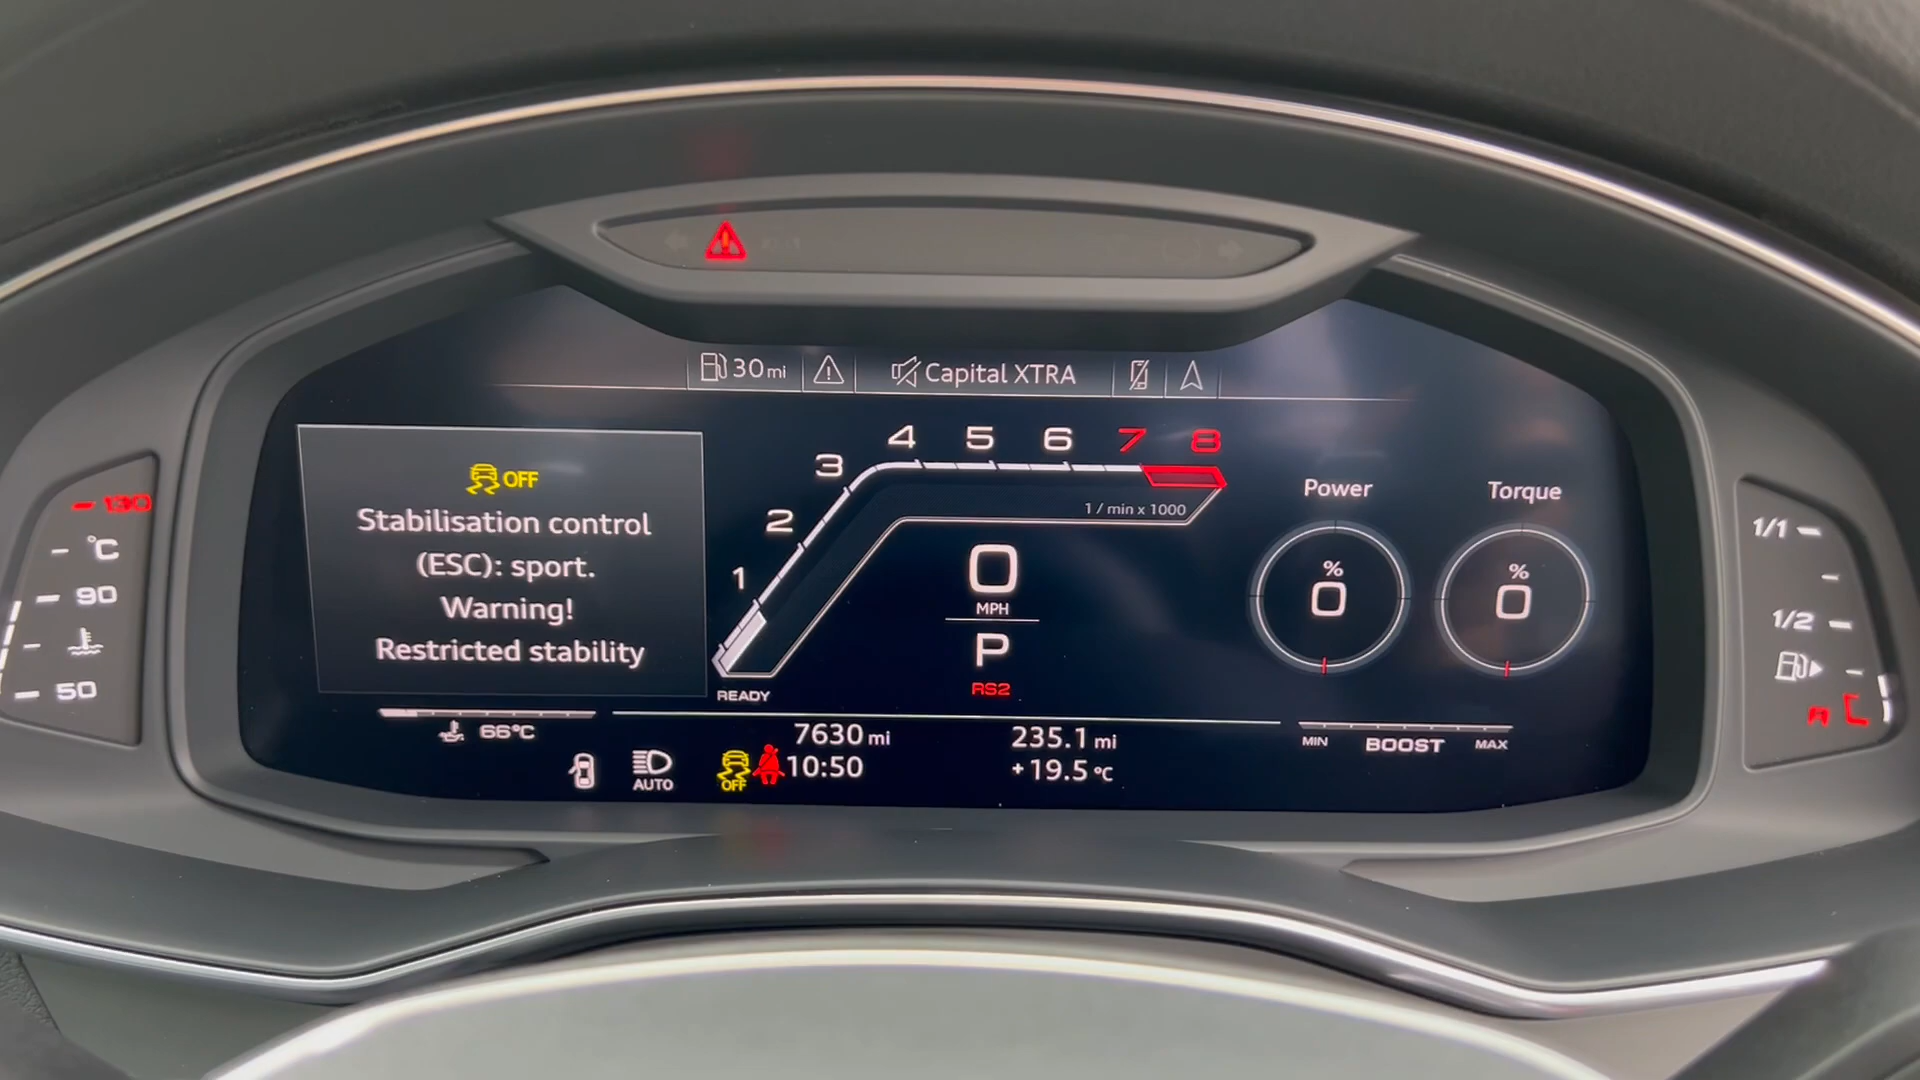 30 mi
Capital XTRA
OFF
Stabilisation control
(ESC): sport.
Warning!
Restricted stability
1 2 3 4 5 6 7 8
1 / min x 1000
READY
0
MPH
P
RS2
Power
% 0
Torque
% 0
130
°C
90
50
1/1
1/2
66°C
7630 mi
235.1 mi
MIN BOOST MAX
AUTO
OFF
10:50
+19.5 °C